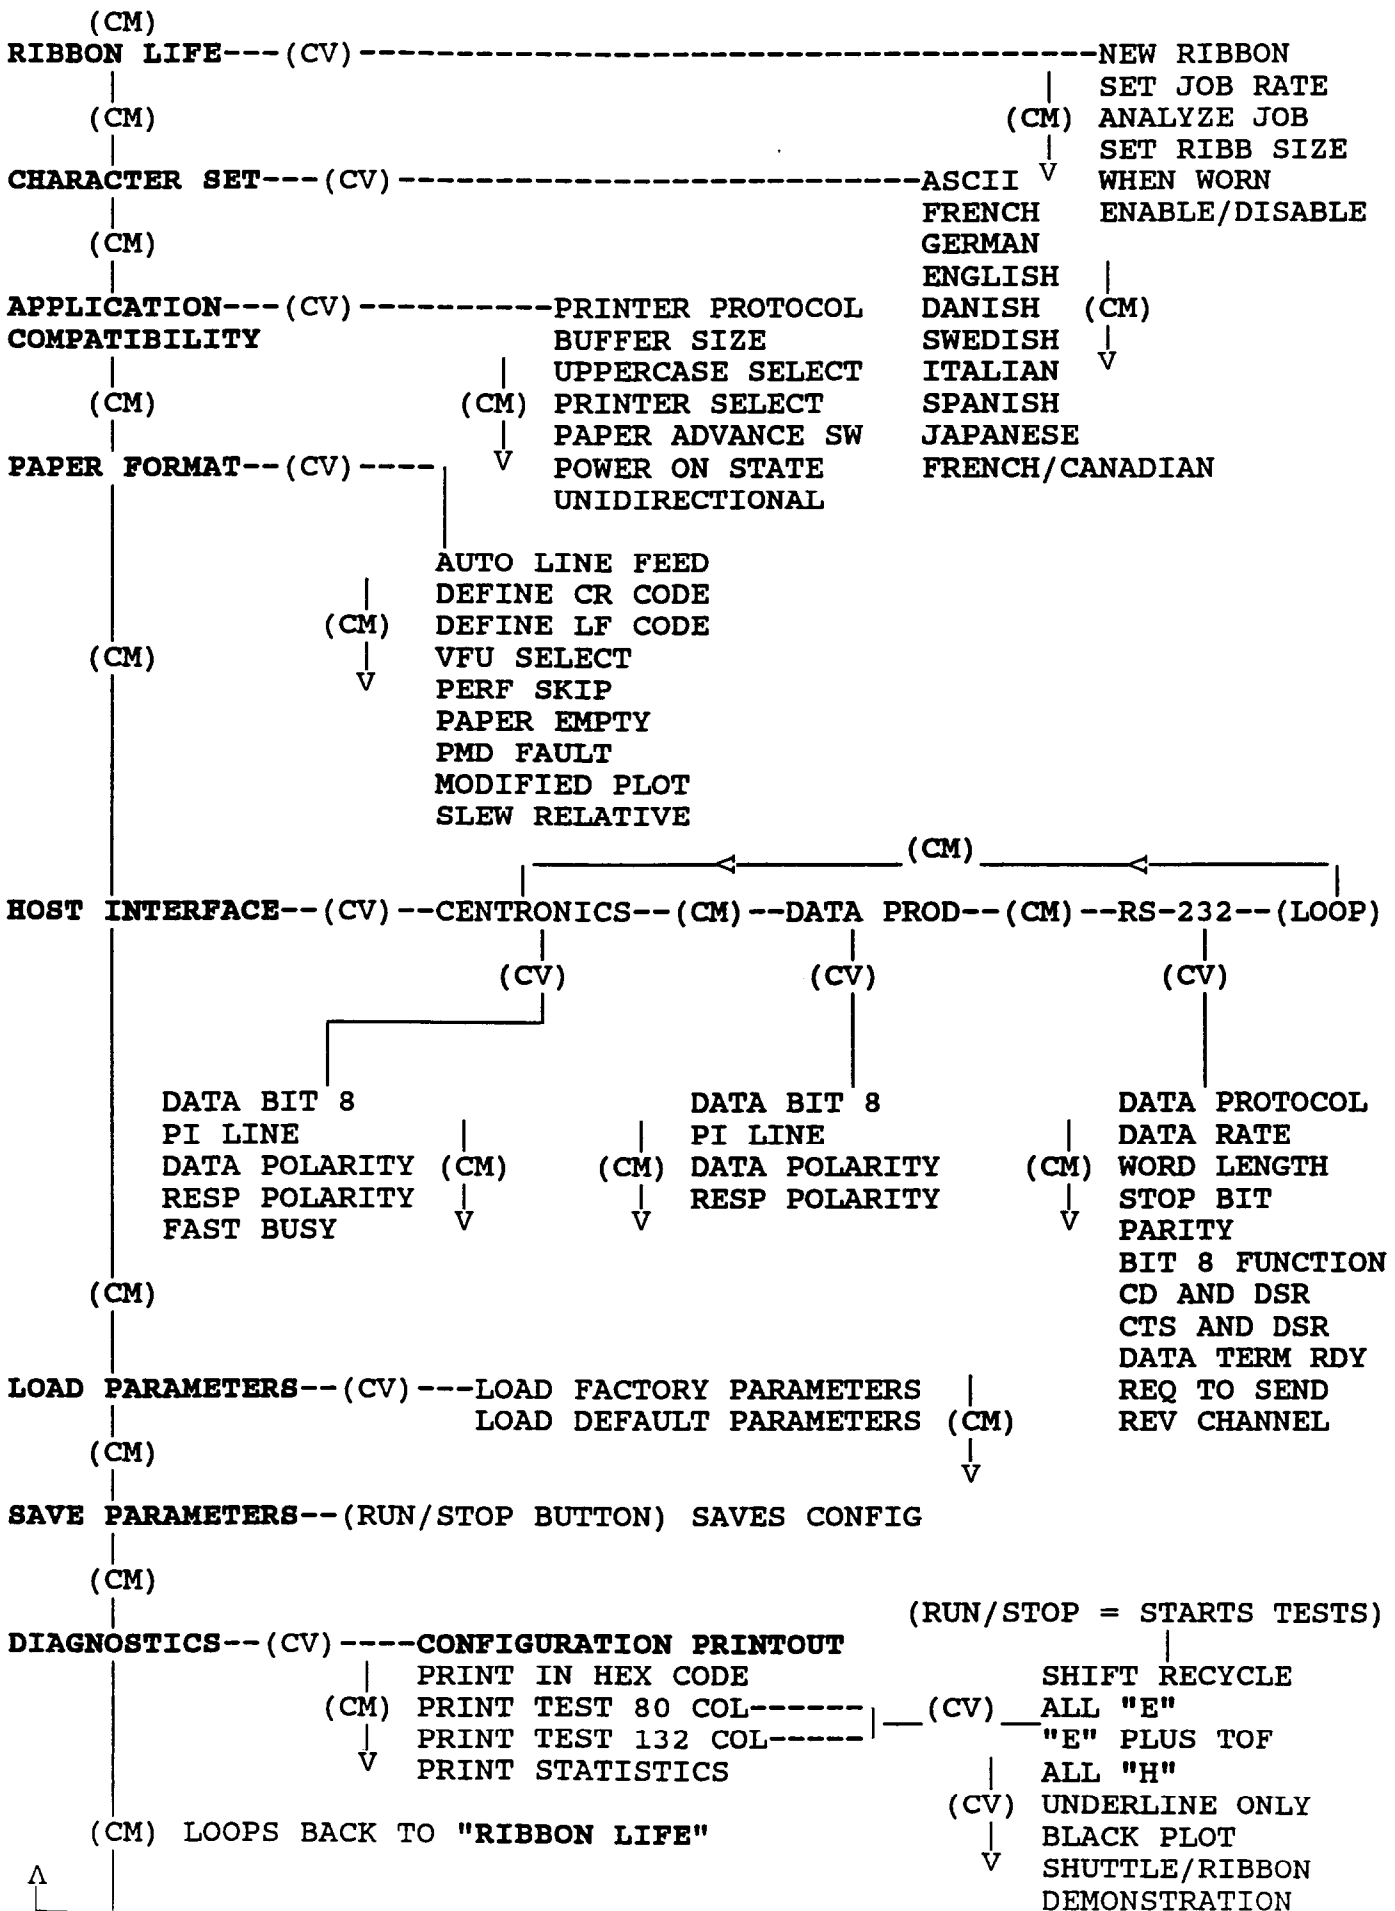 (CM)
RIBBON LIFE---(CV)-----------------------------------NEW RIBBON
SET JOB RATE
(CM) (CM) ANALYZE JOB
SET RIBB SIZE
CHARACTER SET---(CV)-------------------------ASCII V WHEN WORN
FRENCH ENABLE/DISABLE
(CM) GERMAN
ENGLISH
APPLICATION---(CV)---------PRINTER PROTOCOL DANISH (CM)
COMPATIBILITY BUFFER SIZE SWEDISH
UPPERCASE SELECT ITALIAN V
(CM) (CM) PRINTER SELECT SPANISH
PAPER ADVANCE SW JAPANESE
PAPER FORMAT--(CV)---- V POWER ON STATE FRENCH/CANADIAN
UNIDIRECTIONAL
AUTO LINE FEED
DEFINE CR CODE
(CM) DEFINE LF CODE
(CM) VFU SELECT
V PERF SKIP
PAPER EMPTY
PMD FAULT
MODIFIED PLOT
SLEW RELATIVE
(CM)
HOST INTERFACE--(CV)--CENTRONICS--(CM)--DATA PROD--(CM)--RS-232--(LOOP)
(CV) (CV) (CV)
DATA BIT 8 DATA BIT 8 DATA PROTOCOL
PI LINE PI LINE DATA RATE
DATA POLARITY (CM) (CM) DATA POLARITY (CM) WORD LENGTH
RESP POLARITY RESP POLARITY STOP BIT
FAST BUSY V V V PARITY
BIT 8 FUNCTION
(CM) CD AND DSR
CTS AND DSR
DATA TERM RDY
LOAD PARAMETERS--(CV)---LOAD FACTORY PARAMETERS REQ TO SEND
LOAD DEFAULT PARAMETERS (CM) REV CHANNEL
(CM)
V
SAVE PARAMETERS--(RUN/STOP BUTTON) SAVES CONFIG
(CM)
(RUN/STOP = STARTS TESTS)
DIAGNOSTICS--(CV)----CONFIGURATION PRINTOUT
PRINT IN HEX CODE SHIFT RECYCLE
(CM) PRINT TEST 80 COL------ (CV) ALL "E"
PRINT TEST 132 COL----- "E" PLUS TOF
V PRINT STATISTICS ALL "H"
(CV) UNDERLINE ONLY
(CM) LOOPS BACK TO "RIBBON LIFE" BLACK PLOT
V SHUTTLE/RIBBON
DEMONSTRATION